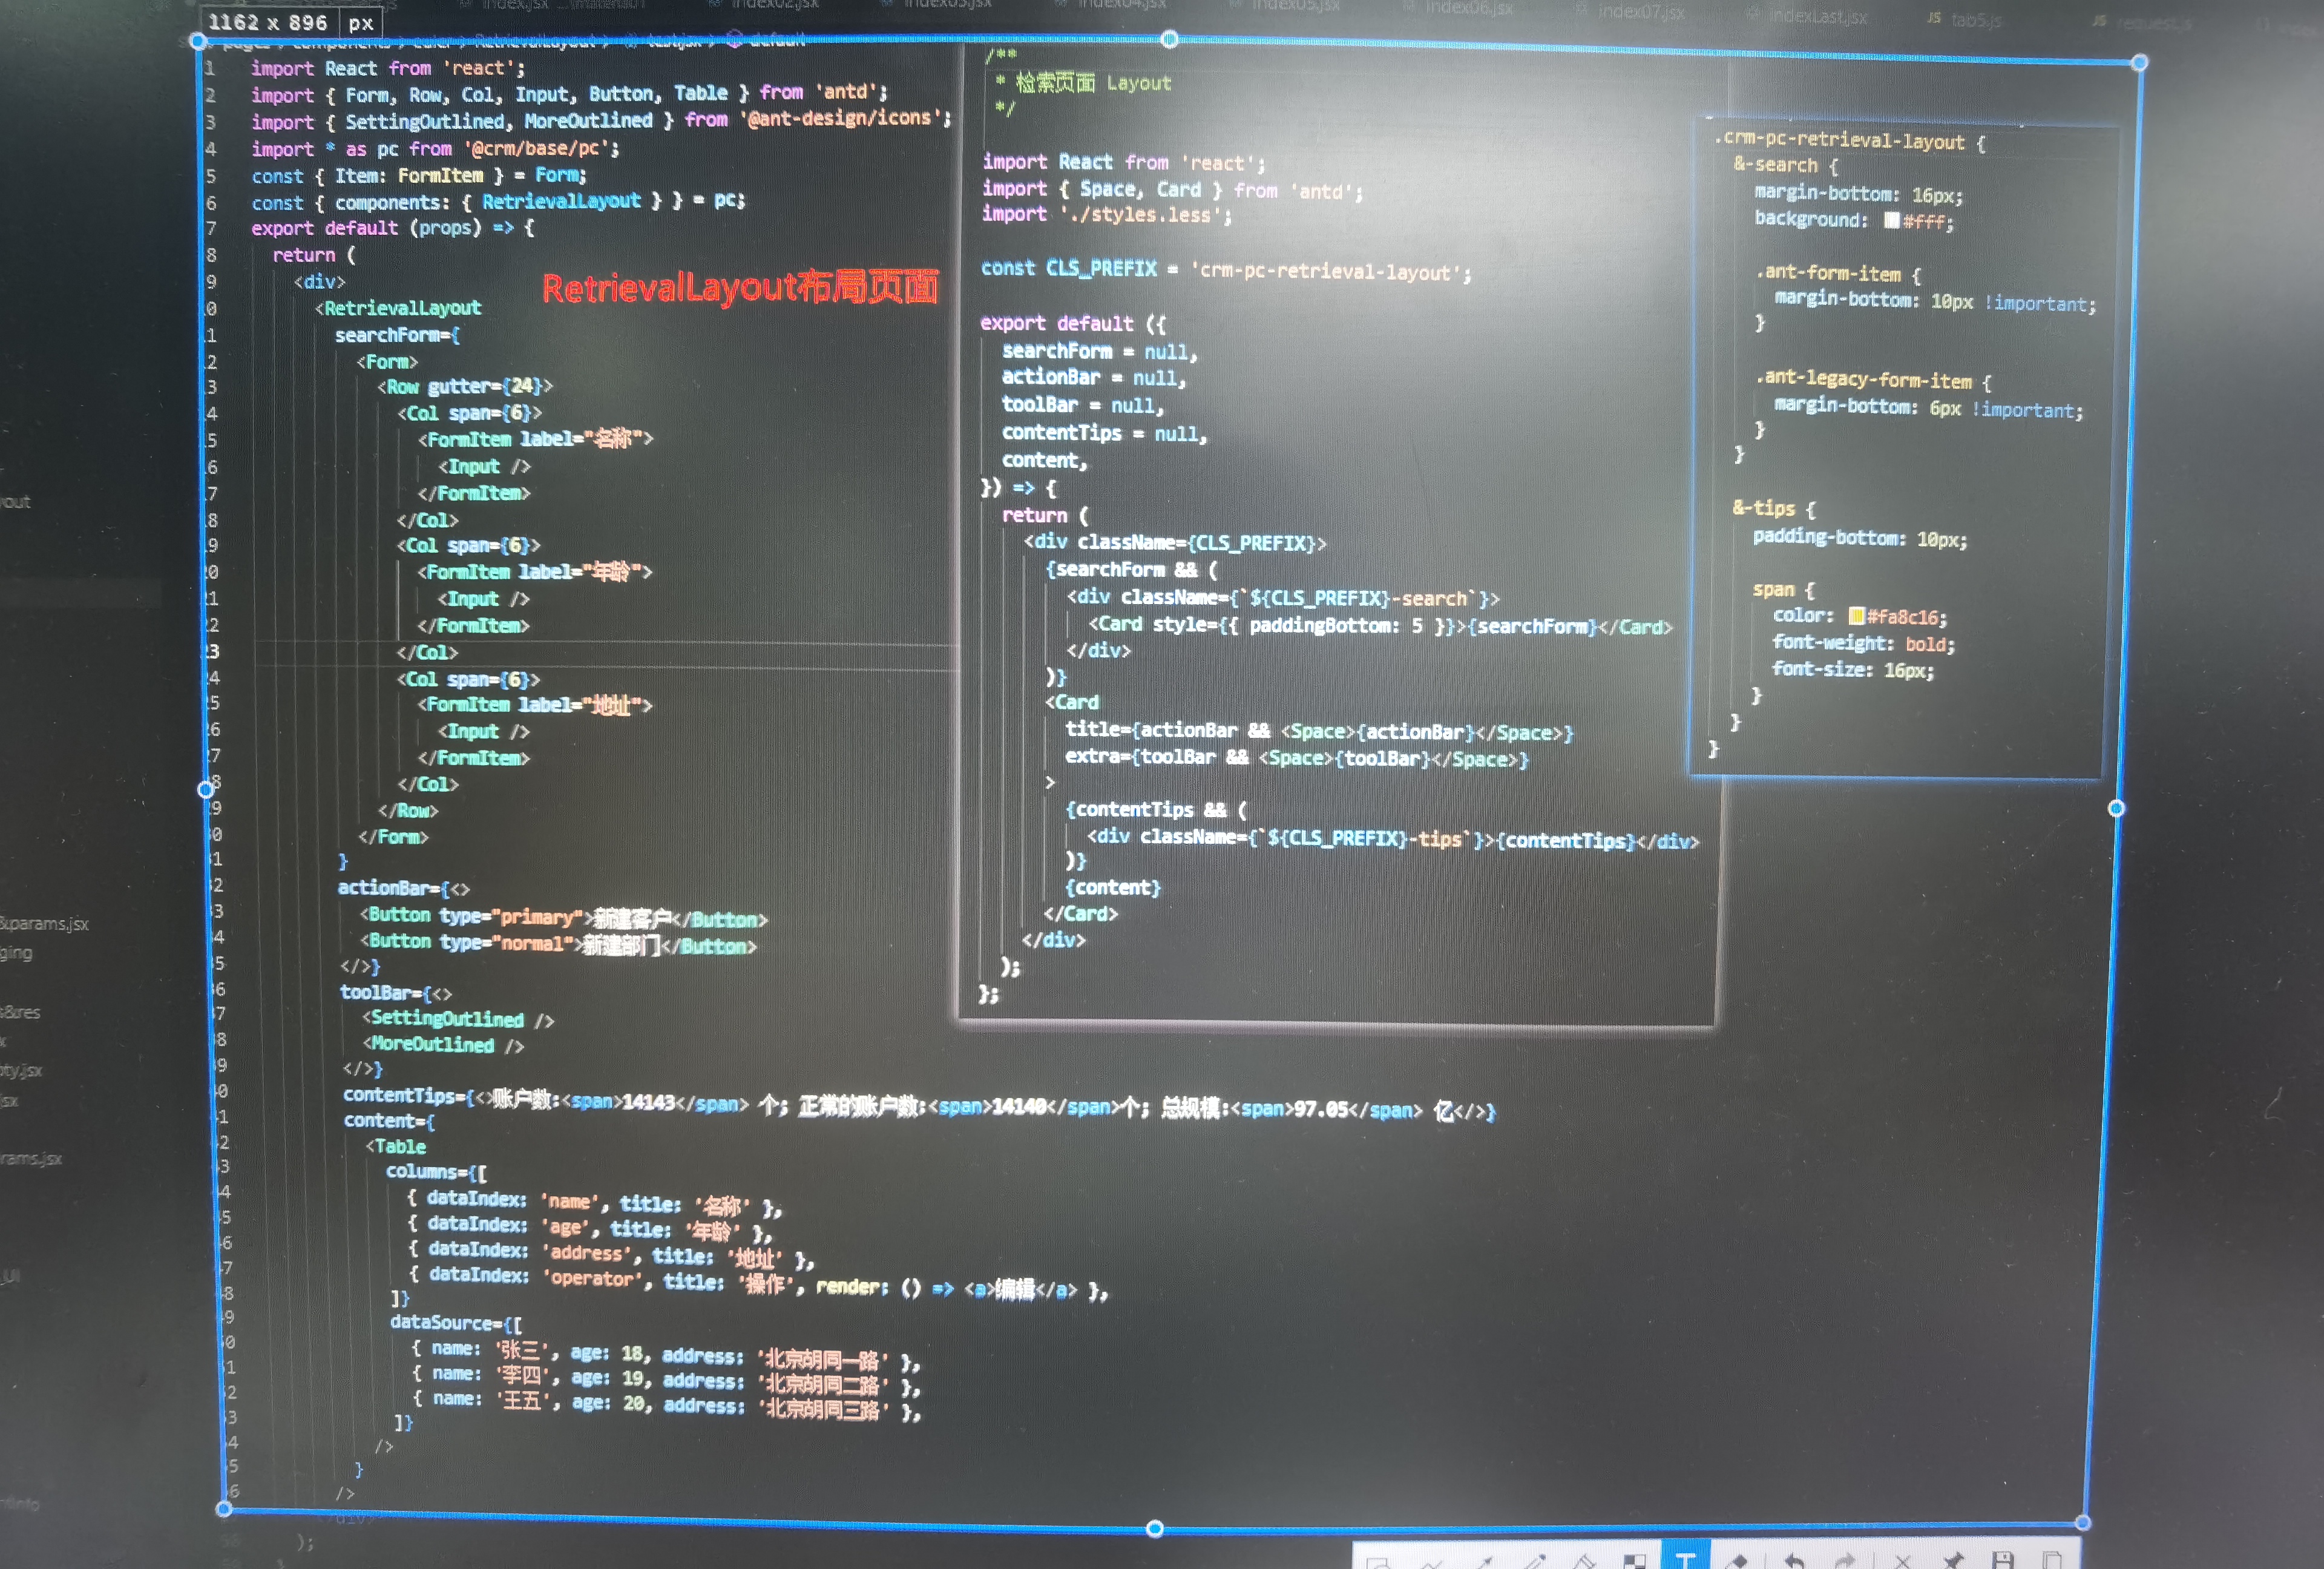 1162 x 896 px
index02.jsx
index04.jsx
index05.jsx
index06.jsx
index07.jsx
indexLast.jsx
JS tab5.js
JS request.js
1 import React from 'react';
2 import { Form, Row, Col, Input, Button, Table } from 'antd';
3 import { SettingOutlined, MoreOutlined } from '@ant-design/icons';
4 import * as pc from '@crm/base/pc';
5 const { Item: FormItem } = Form;
6 const { components: { RetrievalLayout } } = pc;
7 export default (props) => {
8 return (
9 <div>
0 <RetrievalLayout
1 searchForm={
2 <Form>
3 <Row gutter={24}>
4 <Col span={6}>
5 <FormItem label="名称">
6 <Input />
7 </FormItem>
8 </Col>
9 <Col span={6}>
20 <FormItem label="年龄">
21 <Input />
22 </FormItem>
23 </Col>
24 <Col span={6}>
25 <FormItem label="地址">
26 <Input />
27 </FormItem>
28 </Col>
29 </Row>
30 </Form>
31 }
32 actionBar={<>
33 <Button type="primary">新建客户</Button>
34 <Button type="normal">新建部门</Button>
35 </>}
36 toolBar={<>
37 <SettingOutlined />
38 <MoreOutlined />
39 </>}
40 contentTips={<>账户数:<span>14143</span> 个; 正常的账户数:<span>14140</span>个; 总规模:<span>97.05</span> 亿</>}
41 content={
42 <Table
43 columns={[
44 { dataIndex: 'name', title: '名称' },
45 { dataIndex: 'age', title: '年龄' },
46 { dataIndex: 'address', title: '地址' },
47 { dataIndex: 'operator', title: '操作', render: () => <a>编辑</a> },
48 ]}
49 dataSource={[
50 { name: '张三', age: 18, address: '北京胡同一路' },
51 { name: '李四', age: 19, address: '北京胡同二路' },
52 { name: '王五', age: 20, address: '北京胡同三路' },
53 ]}
54 />
55 }
56 />
</div>
58 );
RetrievalLayout布局页面
/**
* 检索页面 Layout
*/
import React from 'react';
import { Space, Card } from 'antd';
import './styles.less';
const CLS_PREFIX = 'crm-pc-retrieval-layout';
export default ({
searchForm = null,
actionBar = null,
toolBar = null,
contentTips = null,
content,
}) => {
return (
<div className={CLS_PREFIX}>
{searchForm && (
<div className={`${CLS_PREFIX}-search`}>
<Card style={{ paddingBottom: 5 }}>{searchForm}</Card>
</div>
)}
<Card
title={actionBar && <Space>{actionBar}</Space>}
extra={toolBar && <Space>{toolBar}</Space>}
>
{contentTips && (
<div className={`${CLS_PREFIX}-tips`}>{contentTips}</div>
)}
{content}
</Card>
</div>
);
};
.crm-pc-retrieval-layout {
&-search {
margin-bottom: 16px;
background: #fff;
.ant-form-item {
margin-bottom: 10px !important;
}
.ant-legacy-form-item {
margin-bottom: 6px !important;
}
}
&-tips {
padding-bottom: 10px;
span {
color: #fa8c16;
font-weight: bold;
font-size: 16px;
}
}
}
yout
&params.jsx
ging
s&res
pty.jsx
jsx
rams.jsx
_UI